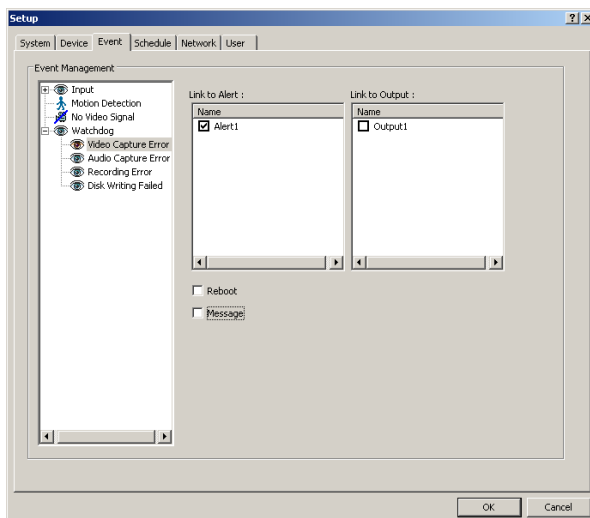 Setup
System Device Event Schedule Network User
Event Management
Input
Motion Detection
No Video Signal
Watchdog
Video Capture Error
Audio Capture Error
Recording Error
Disk Writing Failed
Link to Alert :
Name
Alert1
Link to Output :
Name
Output1
Reboot
Message
OK Cancel